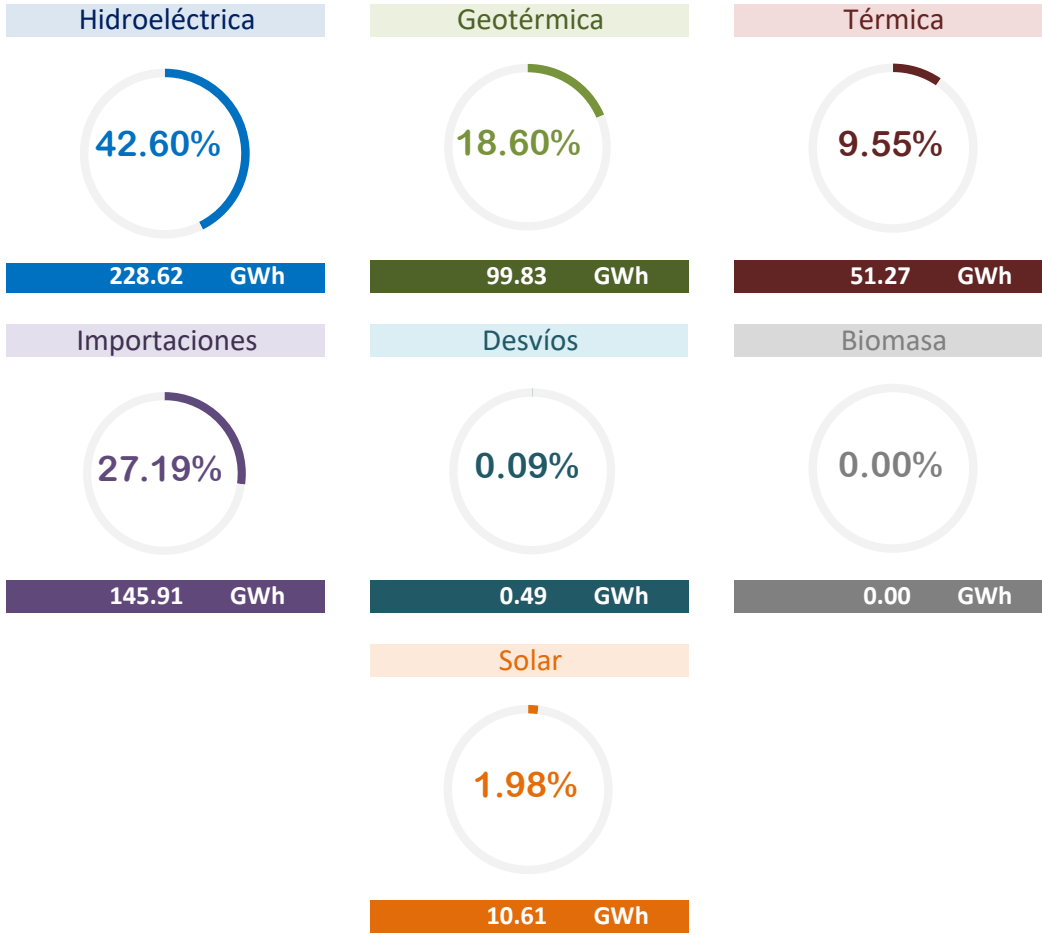 Hidroeléctrica
Geotérmica
Térmica
42.60%
18.60%
9.55%
228.62 GWh
99.83 GWh
51.27 GWh
Importaciones
Desvíos
Biomasa
27.19%
0.09%
0.00%
145.91 GWh
0.49 GWh
0.00 GWh
Solar
1.98%
10.61 GWh